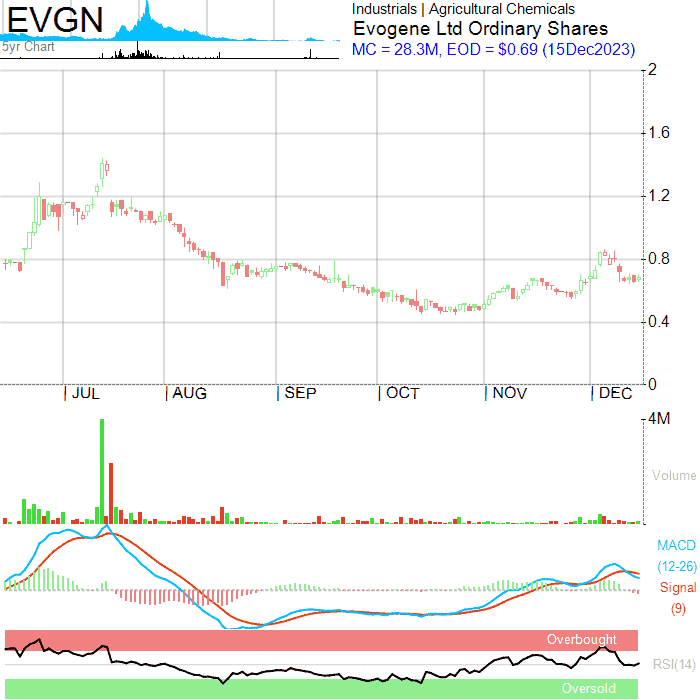 EVGN
5yr Chart
Industrials | Agricultural Chemicals
Evogene Ltd Ordinary Shares
MC = 28.3M, EOD = $0.69 (15Dec2023)
2
1.6
1.2
0.8
0.4
0
| JUL | AUG | SEP | OCT | NOV | DEC
4M
Volume
MACD
(12-26)
Signal
(9)
Overbought
RSI(14)
Oversold